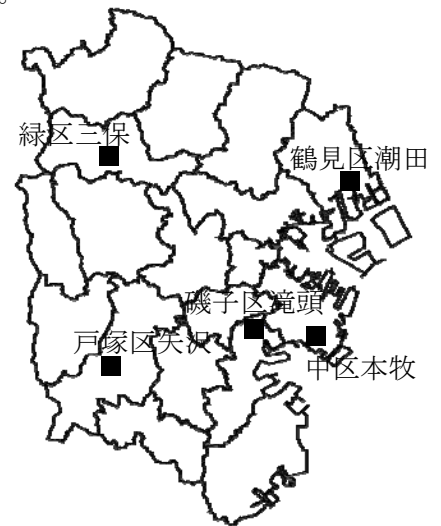 。
緑区三保
鶴見区潮田
磯子区滝頭
戸塚区矢沢
中区本牧